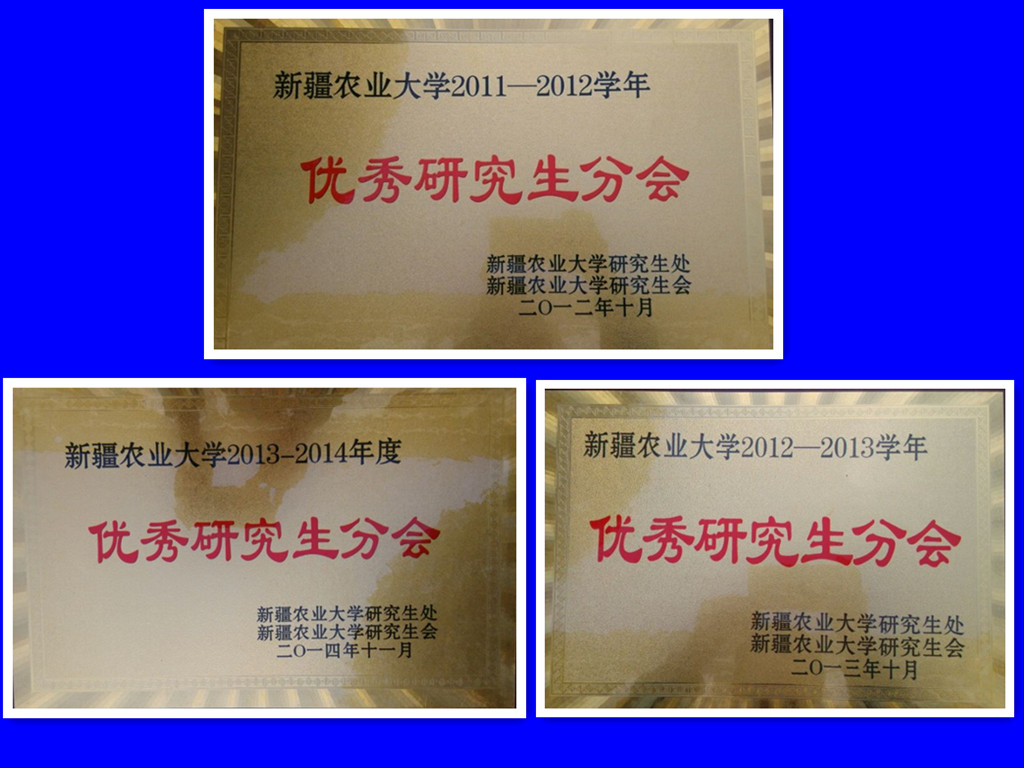 新疆农业大学2011—2012学年
优秀研究生分会
新疆农业大学研究生处
新疆农业大学研究生会
二〇一二年十月
新疆农业大学2013-2014年度
优秀研究生分会
新疆农业大学研究生处
新疆农业大学研究生会
二〇一四年十一月
新疆农业大学2012—2013学年
优秀研究生分会
新疆农业大学研究生处
新疆农业大学研究生会
二〇一三年十月